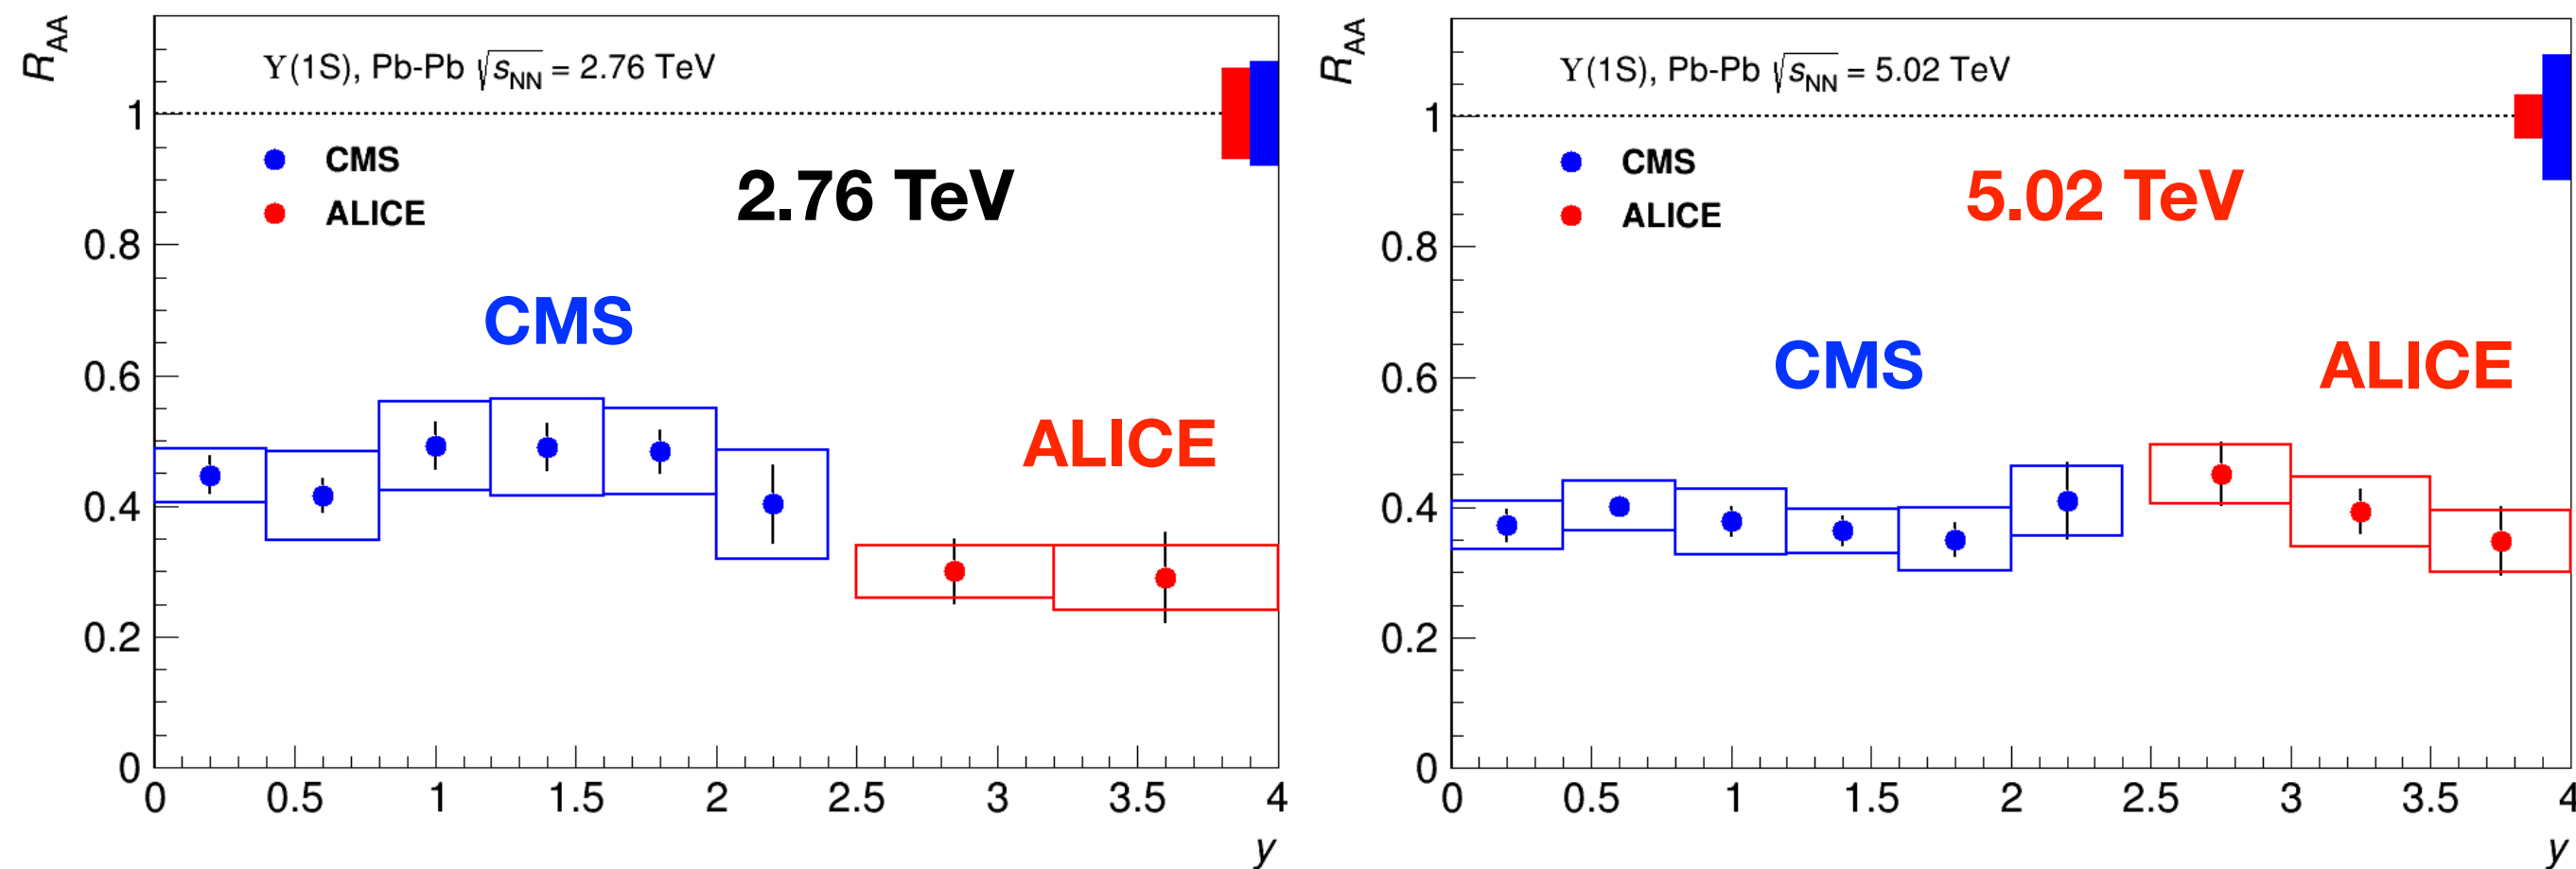 R_AA
Υ(1S), Pb-Pb √s_NN = 2.76 TeV
1
CMS
ALICE
2.76 TeV
0.8
CMS
0.6
ALICE
0.4
0.2
0
0 0.5 1 1.5 2 2.5 3 3.5 4
y
R_AA
Υ(1S), Pb-Pb √s_NN = 5.02 TeV
1
CMS
ALICE
5.02 TeV
0.8
CMS
ALICE
0.6
0.4
0.2
0
0 0.5 1 1.5 2 2.5 3 3.5 4
y